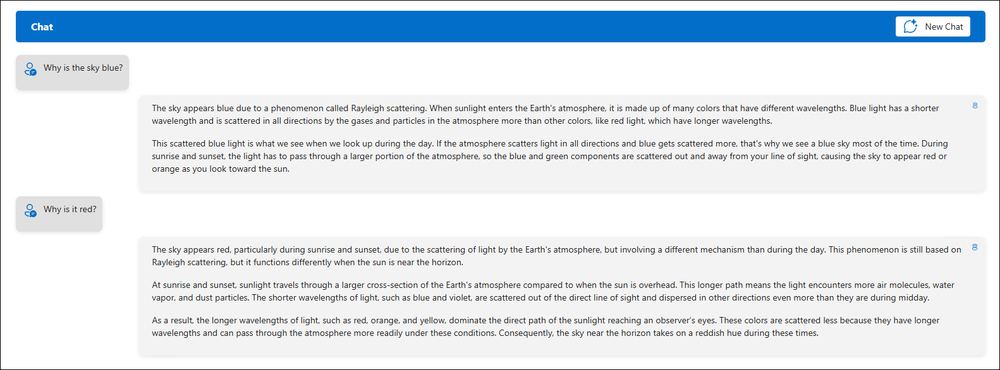 Chat
New Chat
Why is the sky blue?
The sky appears blue due to a phenomenon called Rayleigh scattering. When sunlight enters the Earth's atmosphere, it is made up of many colors that have different wavelengths. Blue light has a shorter
wavelength and is scattered in all directions by the gases and particles in the atmosphere more than other colors, like red light, which have longer wavelengths.
This scattered blue light is what we see when we look up during the day. If the atmosphere scatters light in all directions and blue gets scattered more, that's why we see a blue sky most of the time. During
sunrise and sunset, the light has to pass through a larger portion of the atmosphere, so the blue and green components are scattered out and away from your line of sight, causing the sky to appear red or
orange as you look toward the sun.
Why is it red?
The sky appears red, particularly during sunrise and sunset, due to the scattering of light by the Earth's atmosphere, but involving a different mechanism than during the day. This phenomenon is still based on
Rayleigh scattering, but it functions differently when the sun is near the horizon.
At sunrise and sunset, sunlight travels through a larger cross-section of the Earth's atmosphere compared to when the sun is overhead. This longer path means the light encounters more air molecules, water
vapor, and dust particles. The shorter wavelengths of light, such as blue and violet, are scattered out of the direct line of sight and dispersed in other directions even more than they are during midday.
As a result, the longer wavelengths of light, such as red, orange, and yellow, dominate the direct path of the sunlight reaching an observer’s eyes. These colors are scattered less because they have longer
wavelengths and can pass through the atmosphere more readily under these conditions. Consequently, the sky near the horizon takes on a reddish hue during these times.